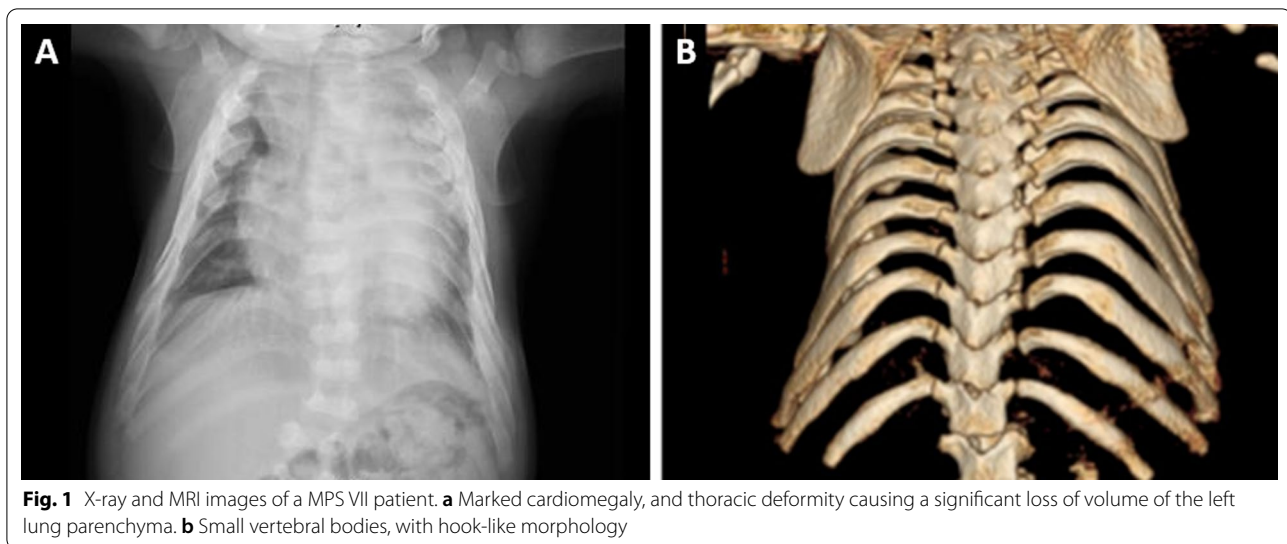 A
B
Fig. 1 X-ray and MRI images of a MPS VII patient. a Marked cardiomegaly, and thoracic deformity causing a significant loss of volume of the left
lung parenchyma. b Small vertebral bodies, with hook-like morphology